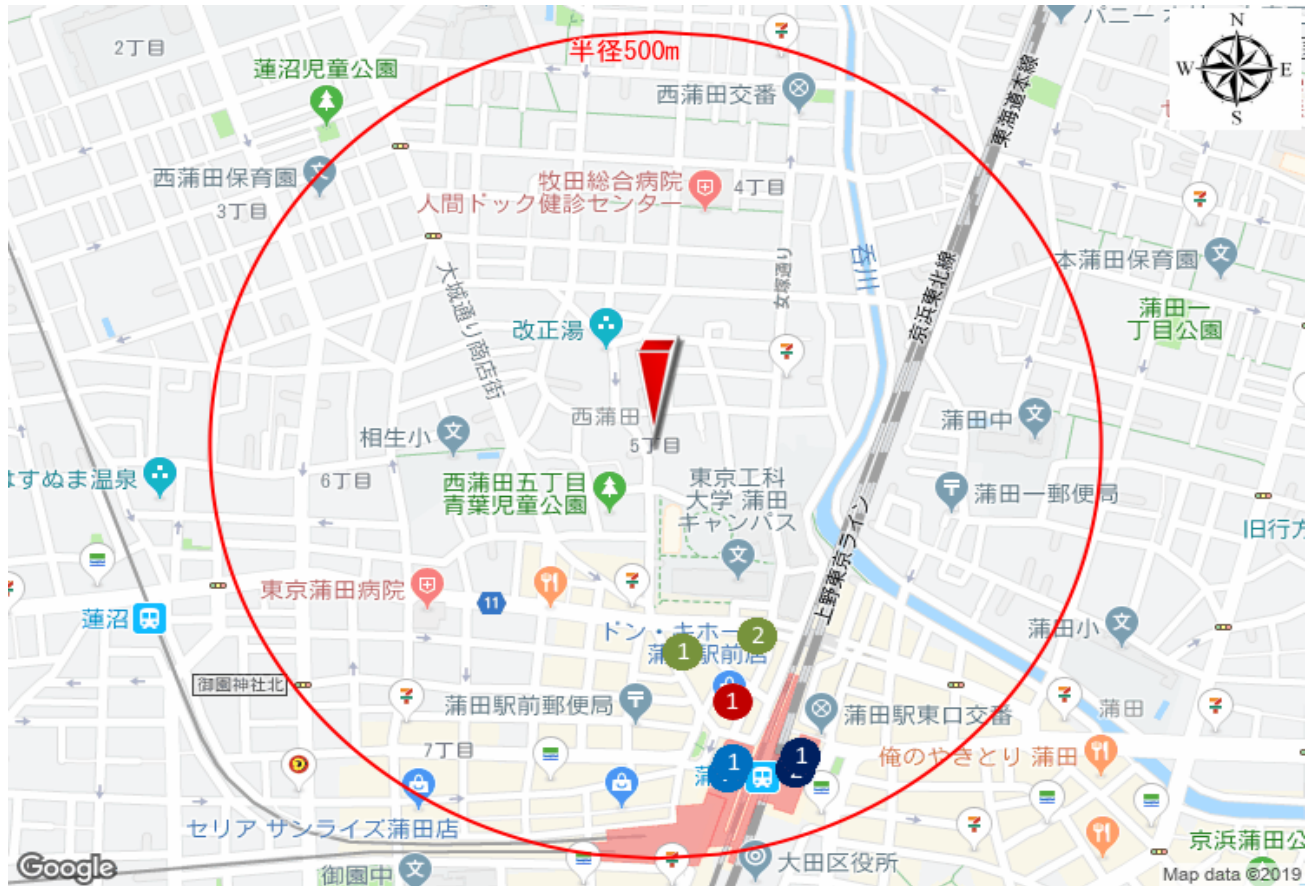 半径500m
2丁目
蓮沼児童公園
西蒲田交番
N
W
E
S
東海道本線
西蒲田保育園
3丁目
牧田総合病院
人間ドック健診センター
4丁目
大城通り商店街
女塚通り
呑川
京浜東北線
本蒲田保育園
蒲田一
丁目公園
改正湯
西蒲田
5丁目
相生小
蒲田中
はすぬま温泉
6丁目
西蒲田五丁目
青葉児童公園
東京工科
大学 蒲田
キャンパス
蒲田一郵便局
上野東京ライン
東京蒲田病院
11
蓮沼
ドン・キホー
1
2
駅前店
蒲田小
御園神社北
蒲田駅前郵便局
1
蒲田駅東口交番
蒲田
7丁目
1
1
2
俺のやきとり 蒲田
セリア サンライズ蒲田店
御園中
大田区役所
京浜蒲田公
Google
Map data ©2019